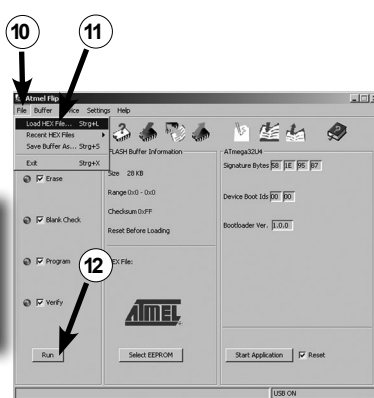 10 11
Atmel Flip
File Buffer Device Settings Help
Load HEX File... Strg+L
Recent HEX Files
Save Buffer As... Strg+S
Exit Strg+X
FLASH Buffer Information
Size 28 KB
Range 0x0 - 0x0
Checksum 0xFF
Reset Before Loading
HEX File:
ATMEL
Select EEPROM
ATmega32U4
Signature Bytes 58 1E 95 87
Device Boot Ids 00 00
Bootloader Ver. 1.0.0
Start Application Reset
Erase
Blank Check
Program
Verify
12
Run
USB ON